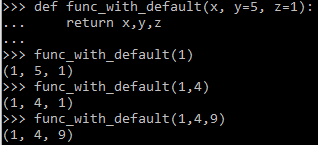 >>> def func_with_default(x, y=5, z=1):
...     return x,y,z
...
>>> func_with_default(1)
(1, 5, 1)
>>> func_with_default(1,4)
(1, 4, 1)
>>> func_with_default(1,4,9)
(1, 4, 9)